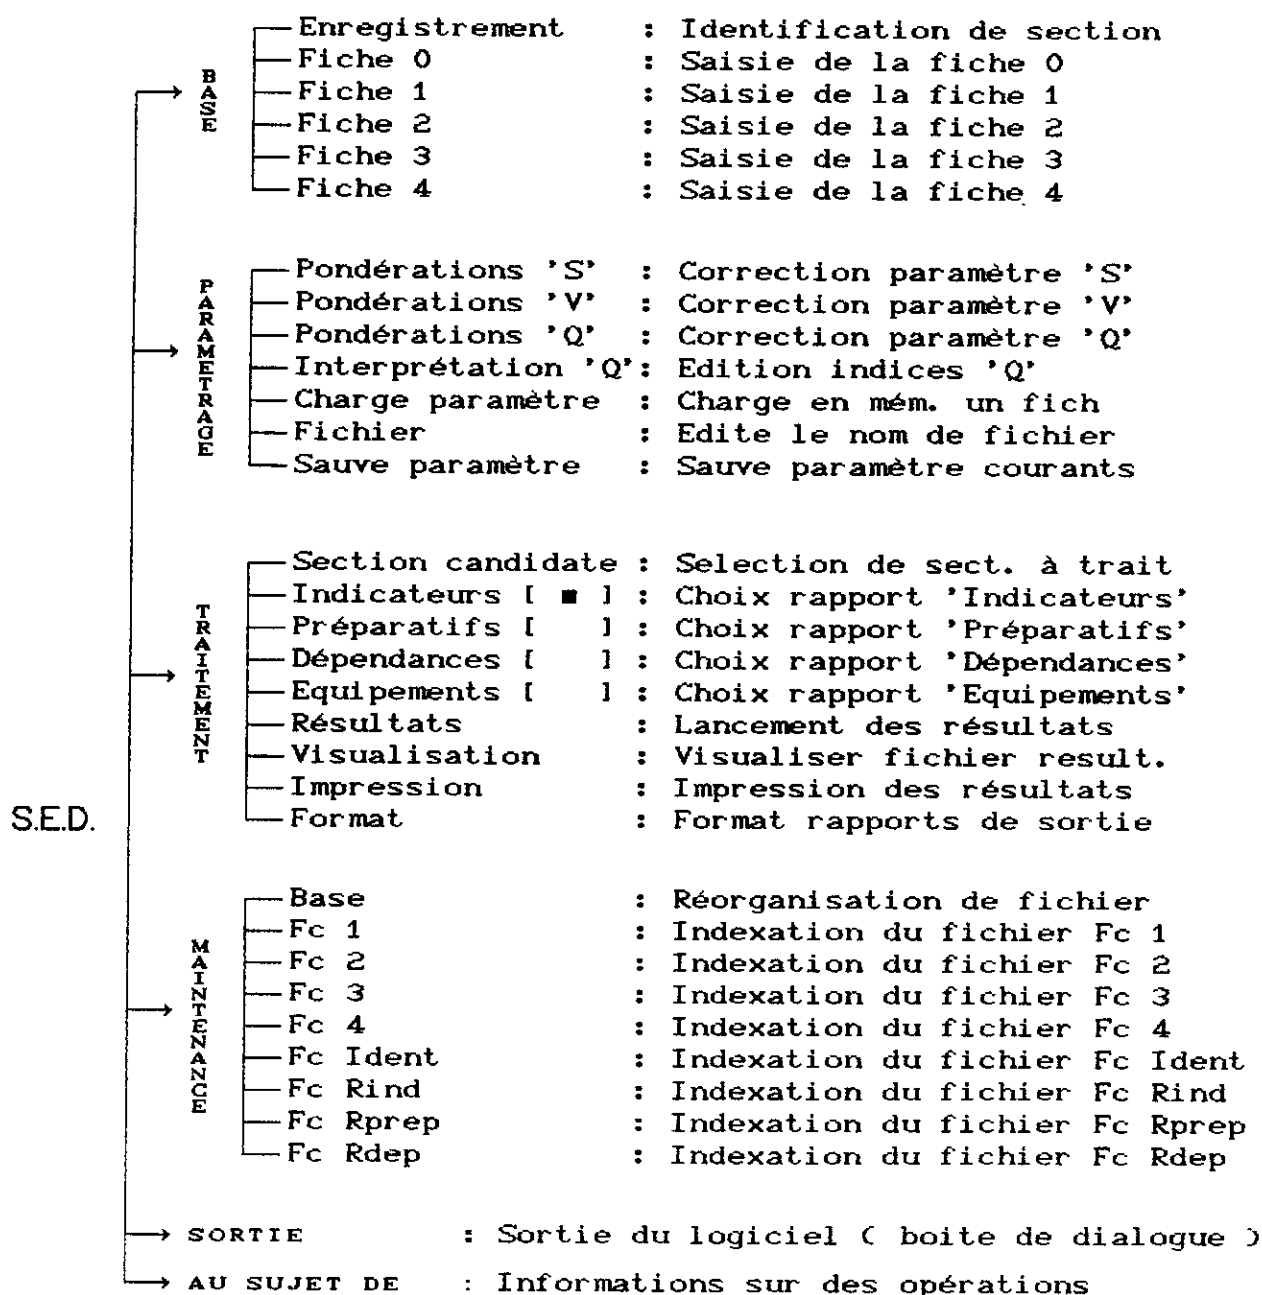 BASE
Enregistrement : Identification de section
Fiche 0 : Saisie de la fiche 0
Fiche 1 : Saisie de la fiche 1
Fiche 2 : Saisie de la fiche 2
Fiche 3 : Saisie de la fiche 3
Fiche 4 : Saisie de la fiche 4
PARAMETRAGE
Pondérations 'S' : Correction paramètre 'S'
Pondérations 'V' : Correction paramètre 'V'
Pondérations 'Q' : Correction paramètre 'Q'
Interprétation 'Q': Edition indices 'Q'
Charge paramètre : Charge en mém. un fich
Fichier : Edite le nom de fichier
Sauve paramètre : Sauve paramètre courants
TRAITEMENT
Section candidate : Selection de sect. à trait
Indicateurs [ ■ ] : Choix rapport 'Indicateurs'
Préparatifs [ ] : Choix rapport 'Préparatifs'
Dépendances [ ] : Choix rapport 'Dépendances'
Equipements [ ] : Choix rapport 'Equipements'
Résultats : Lancement des résultats
Visualisation : Visualiser fichier result.
Impression : Impression des résultats
Format : Format rapports de sortie
S.E.D.
MAINTENANCE
Base : Réorganisation de fichier
Fc 1 : Indexation du fichier Fc 1
Fc 2 : Indexation du fichier Fc 2
Fc 3 : Indexation du fichier Fc 3
Fc 4 : Indexation du fichier Fc 4
Fc Ident : Indexation du fichier Fc Ident
Fc Rind : Indexation du fichier Fc Rind
Fc Rprep : Indexation du fichier Fc Rprep
Fc Rdep : Indexation du fichier Fc Rdep
SORTIE : Sortie du logiciel ( boite de dialogue )
AU SUJET DE : Informations sur des opérations